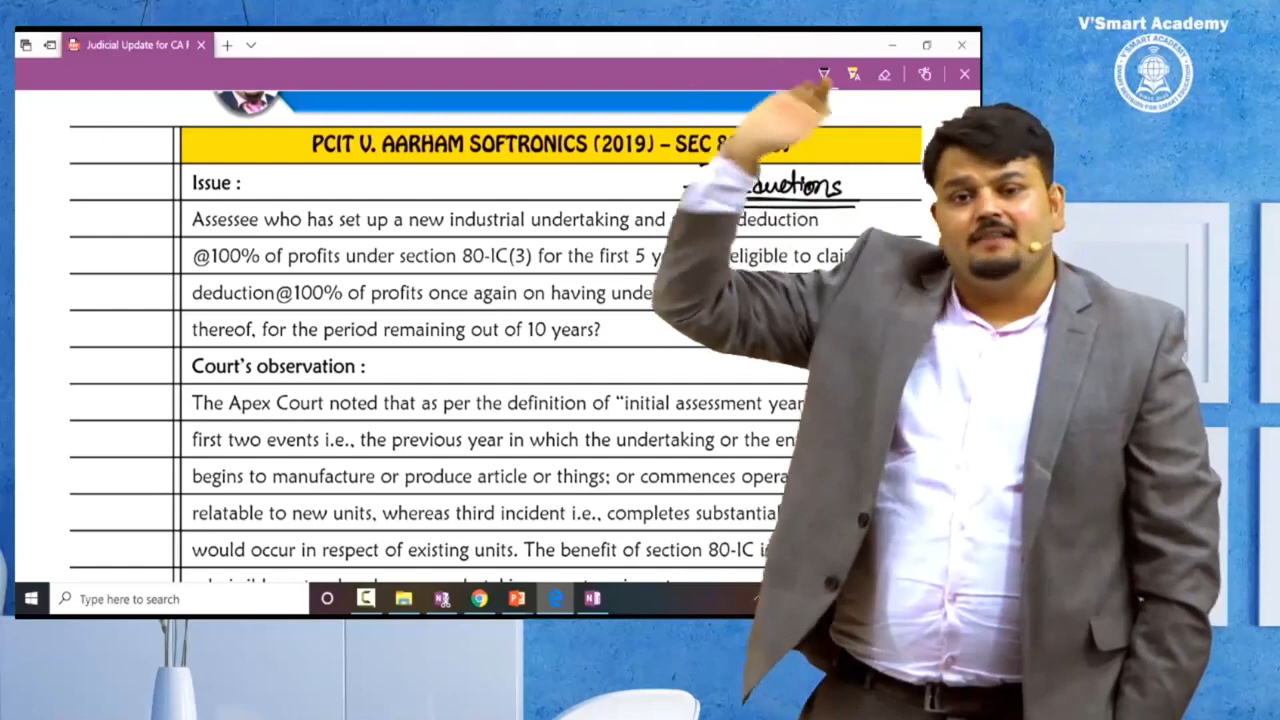 V'Smart Academy
V'SMART ACADEMY
Judicial Update for CA F
PCIT V. AARHAM SOFTRONICS (2019) – SEC 8
Issue :
Assessee who has set up a new industrial undertaking and deduction
@100% of profits under section 80-IC(3) for the first 5 eligible to
deduction@100% of profits once again on having
thereof, for the period remaining out of 10 years?
Court's observation :
The Apex Court noted that as per the definition of "initial assessment year
first two events i.e., the previous year in which the undertaking or the
begins to manufacture or produce article or things; or commences
relatable to new units, whereas third incident i.e., completes
would occur in respect of existing units. The benefit of section 80-IC
Type here to search